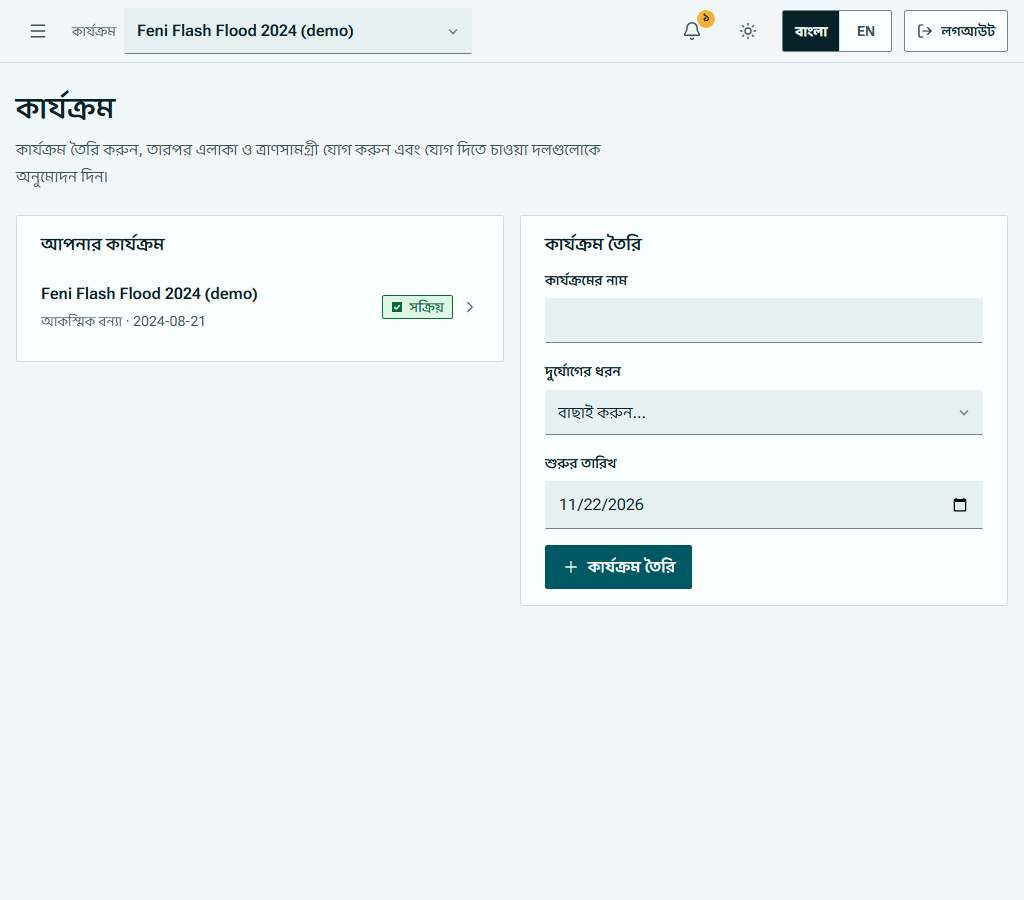 কার্যক্রম
Feni Flash Flood 2024 (demo)
১
বাংলা
EN
লগআউট
কার্যক্রম
কার্যক্রম তৈরি করুন, তারপর এলাকা ও ত্রাণসামগ্রী যোগ করুন এবং যোগ দিতে চাওয়া দলগুলোকে
অনুমোদন দিন।
আপনার কার্যক্রম
Feni Flash Flood 2024 (demo)
আকস্মিক বন্যা · 2024-08-21
সক্রিয়
কার্যক্রম তৈরি
কার্যক্রমের নাম
দুর্যোগের ধরন
বাছাই করুন...
শুরুর তারিখ
11/22/2026
কার্যক্রম তৈরি